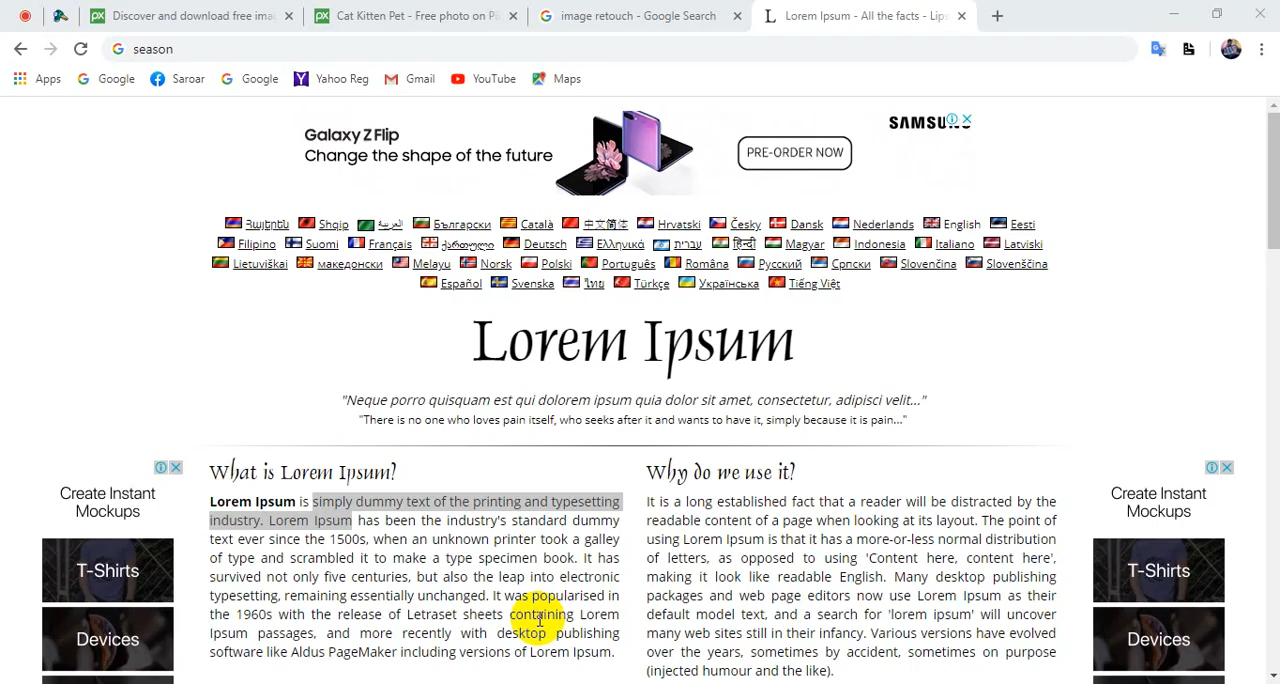 Discover and download free ima
Cat Kitten Pet - Free photo on Pi
image retouch - Google Search
Lorem Ipsum - All the facts - Lips
season
Apps
Google
Saroar
Google
Yahoo Reg
Gmail
YouTube
Maps
Galaxy Z Flip
Change the shape of the future
PRE-ORDER NOW
SAMSUNG
Հայերեն Shqip العربية Български Català 中文简体 Hrvatski Česky Dansk Nederlands English Eesti
Filipino Suomi Français ქართული Deutsch Ελληνικά עברית हिन्दी Magyar Indonesia Italiano Latviski
Lietuviškai македонски Melayu Norsk Polski Português Româna Русский Српски Slovenčina Slovenščina
Español Svenska ไทย Türkçe Українська Tiếng Việt
Lorem Ipsum
"Neque porro quisquam est qui dolorem ipsum quia dolor sit amet, consectetur, adipisci velit..."
"There is no one who loves pain itself, who seeks after it and wants to have it, simply because it is pain..."
Create Instant
Mockups
T-Shirts
Devices
What is Lorem Ipsum?
Lorem Ipsum is simply dummy text of the printing and typesetting
industry. Lorem Ipsum has been the industry's standard dummy
text ever since the 1500s, when an unknown printer took a galley
of type and scrambled it to make a type specimen book. It has
survived not only five centuries, but also the leap into electronic
typesetting, remaining essentially unchanged. It was popularised in
the 1960s with the release of Letraset sheets containing Lorem
Ipsum passages, and more recently with desktop publishing
software like Aldus PageMaker including versions of Lorem Ipsum.
Why do we use it?
It is a long established fact that a reader will be distracted by the
readable content of a page when looking at its layout. The point of
using Lorem Ipsum is that it has a more-or-less normal distribution
of letters, as opposed to using 'Content here, content here',
making it look like readable English. Many desktop publishing
packages and web page editors now use Lorem Ipsum as their
default model text, and a search for 'lorem ipsum' will uncover
many web sites still in their infancy. Various versions have evolved
over the years, sometimes by accident, sometimes on purpose
(injected humour and the like).
Create Instant
Mockups
T-Shirts
Devices